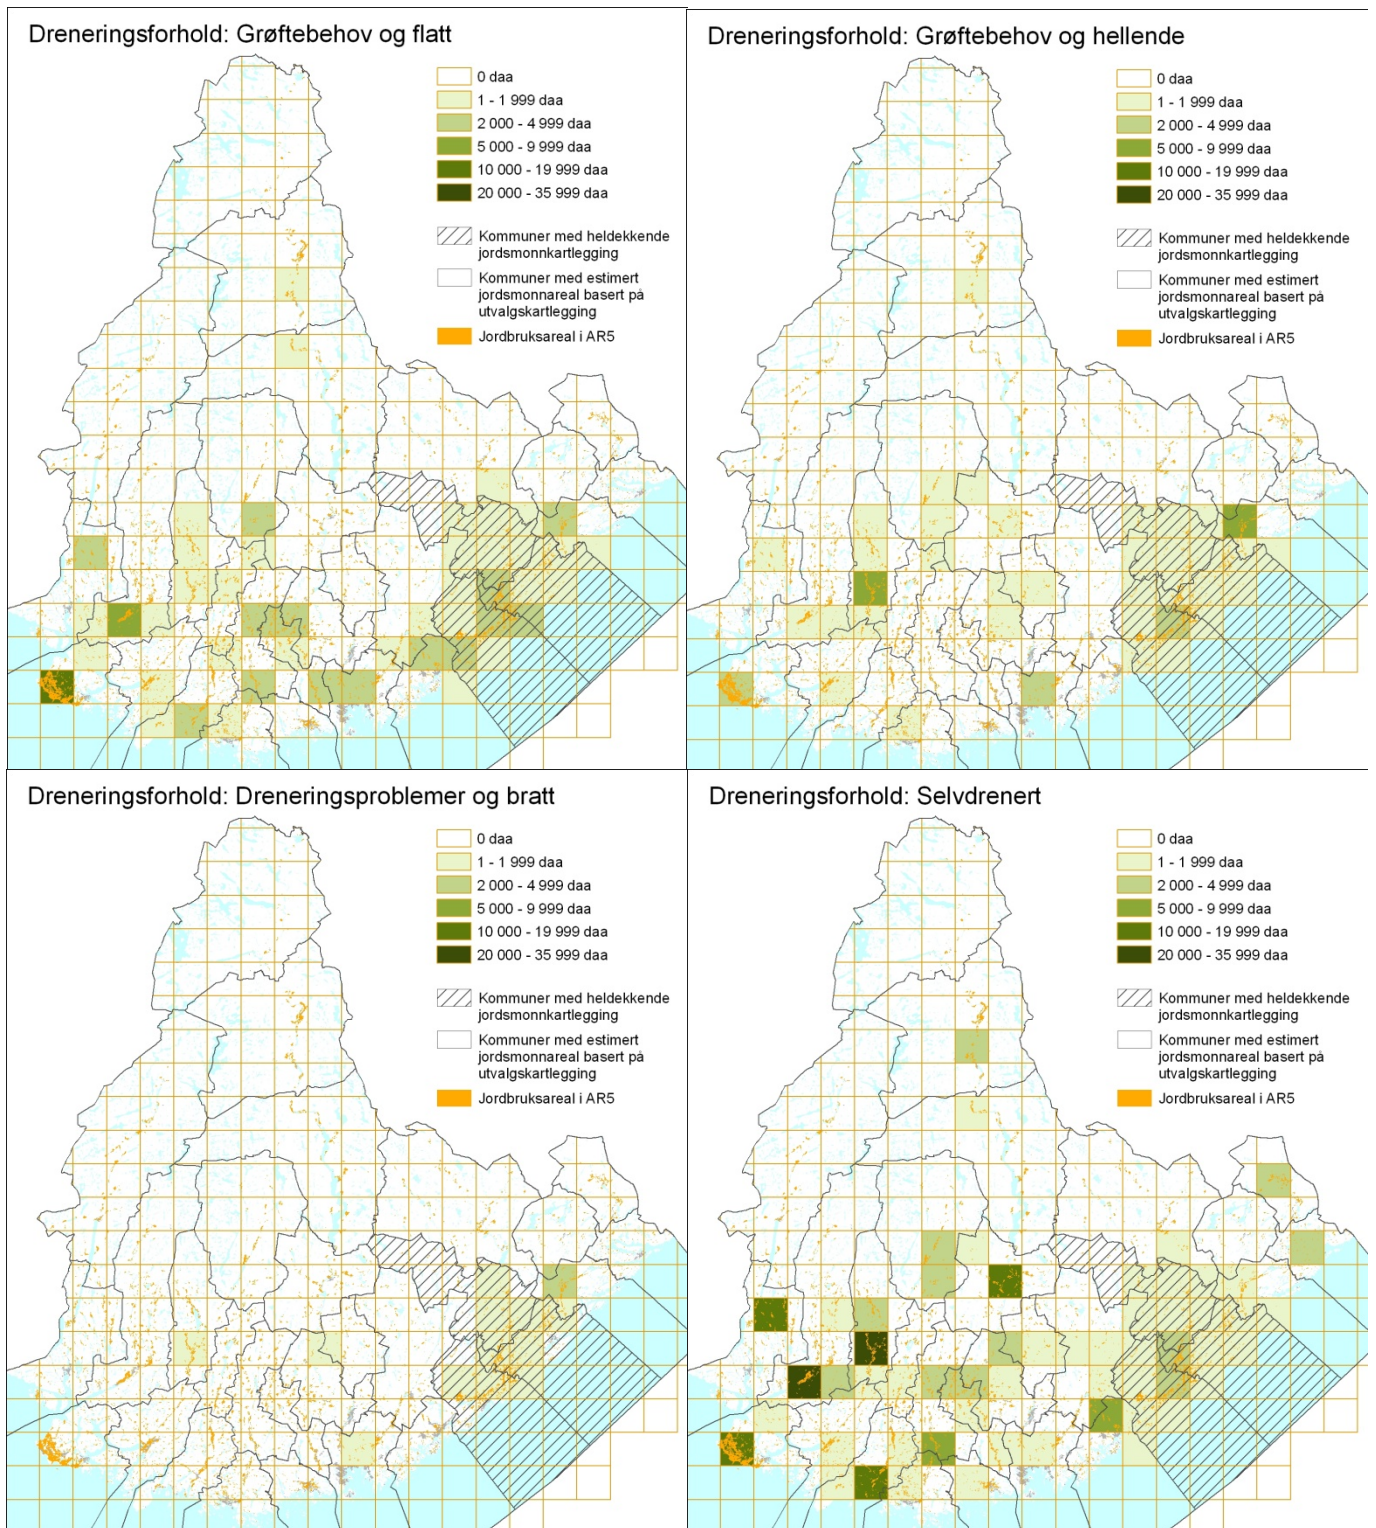 Dreneringsforhold: Grøftebehov og flatt
0 daa
1 - 1 999 daa
2 000 - 4 999 daa
5 000 - 9 999 daa
10 000 - 19 999 daa
20 000 - 35 999 daa
Kommuner med heldekkende
jordsmonnkartlegging
Kommuner med estimert
jordsmonnareal basert på
utvalgskartlegging
Jordbruksareal i AR5
Dreneringsforhold: Grøftebehov og hellende
0 daa
1 - 1 999 daa
2 000 - 4 999 daa
5 000 - 9 999 daa
10 000 - 19 999 daa
20 000 - 35 999 daa
Kommuner med heldekkende
jordsmonnkartlegging
Kommuner med estimert
jordsmonnareal basert på
utvalgskartlegging
Jordbruksareal i AR5
Dreneringsforhold: Dreneringsproblemer og bratt
0 daa
1 - 1 999 daa
2 000 - 4 999 daa
5 000 - 9 999 daa
10 000 - 19 999 daa
20 000 - 35 999 daa
Kommuner med heldekkende
jordsmonnkartlegging
Kommuner med estimert
jordsmonnareal basert på
utvalgskartlegging
Jordbruksareal i AR5
Dreneringsforhold: Selvdrenert
0 daa
1 - 1 999 daa
2 000 - 4 999 daa
5 000 - 9 999 daa
10 000 - 19 999 daa
20 000 - 35 999 daa
Kommuner med heldekkende
jordsmonnkartlegging
Kommuner med estimert
jordsmonnareal basert på
utvalgskartlegging
Jordbruksareal i AR5